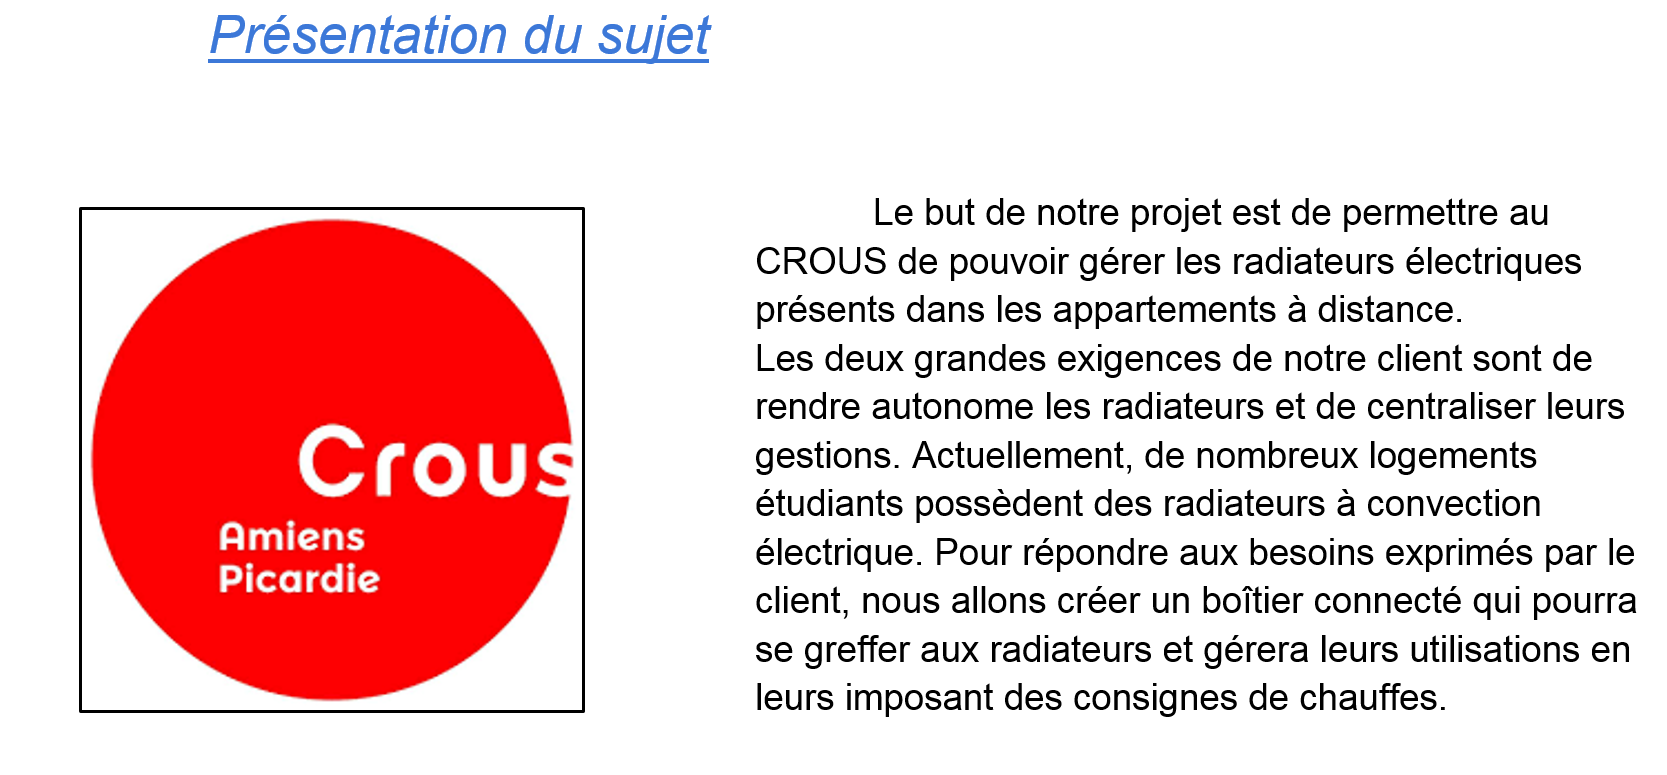 Présentation du sujet
Crous
Amiens
Picardie
Le but de notre projet est de permettre au
CROUS de pouvoir gérer les radiateurs électriques
présents dans les appartements à distance.
Les deux grandes exigences de notre client sont de
rendre autonome les radiateurs et de centraliser leurs
gestions. Actuellement, de nombreux logements
étudiants possèdent des radiateurs à convection
électrique. Pour répondre aux besoins exprimés par le
client, nous allons créer un boîtier connecté qui pourra
se greffer aux radiateurs et gérera leurs utilisations en
leurs imposant des consignes de chauffes.